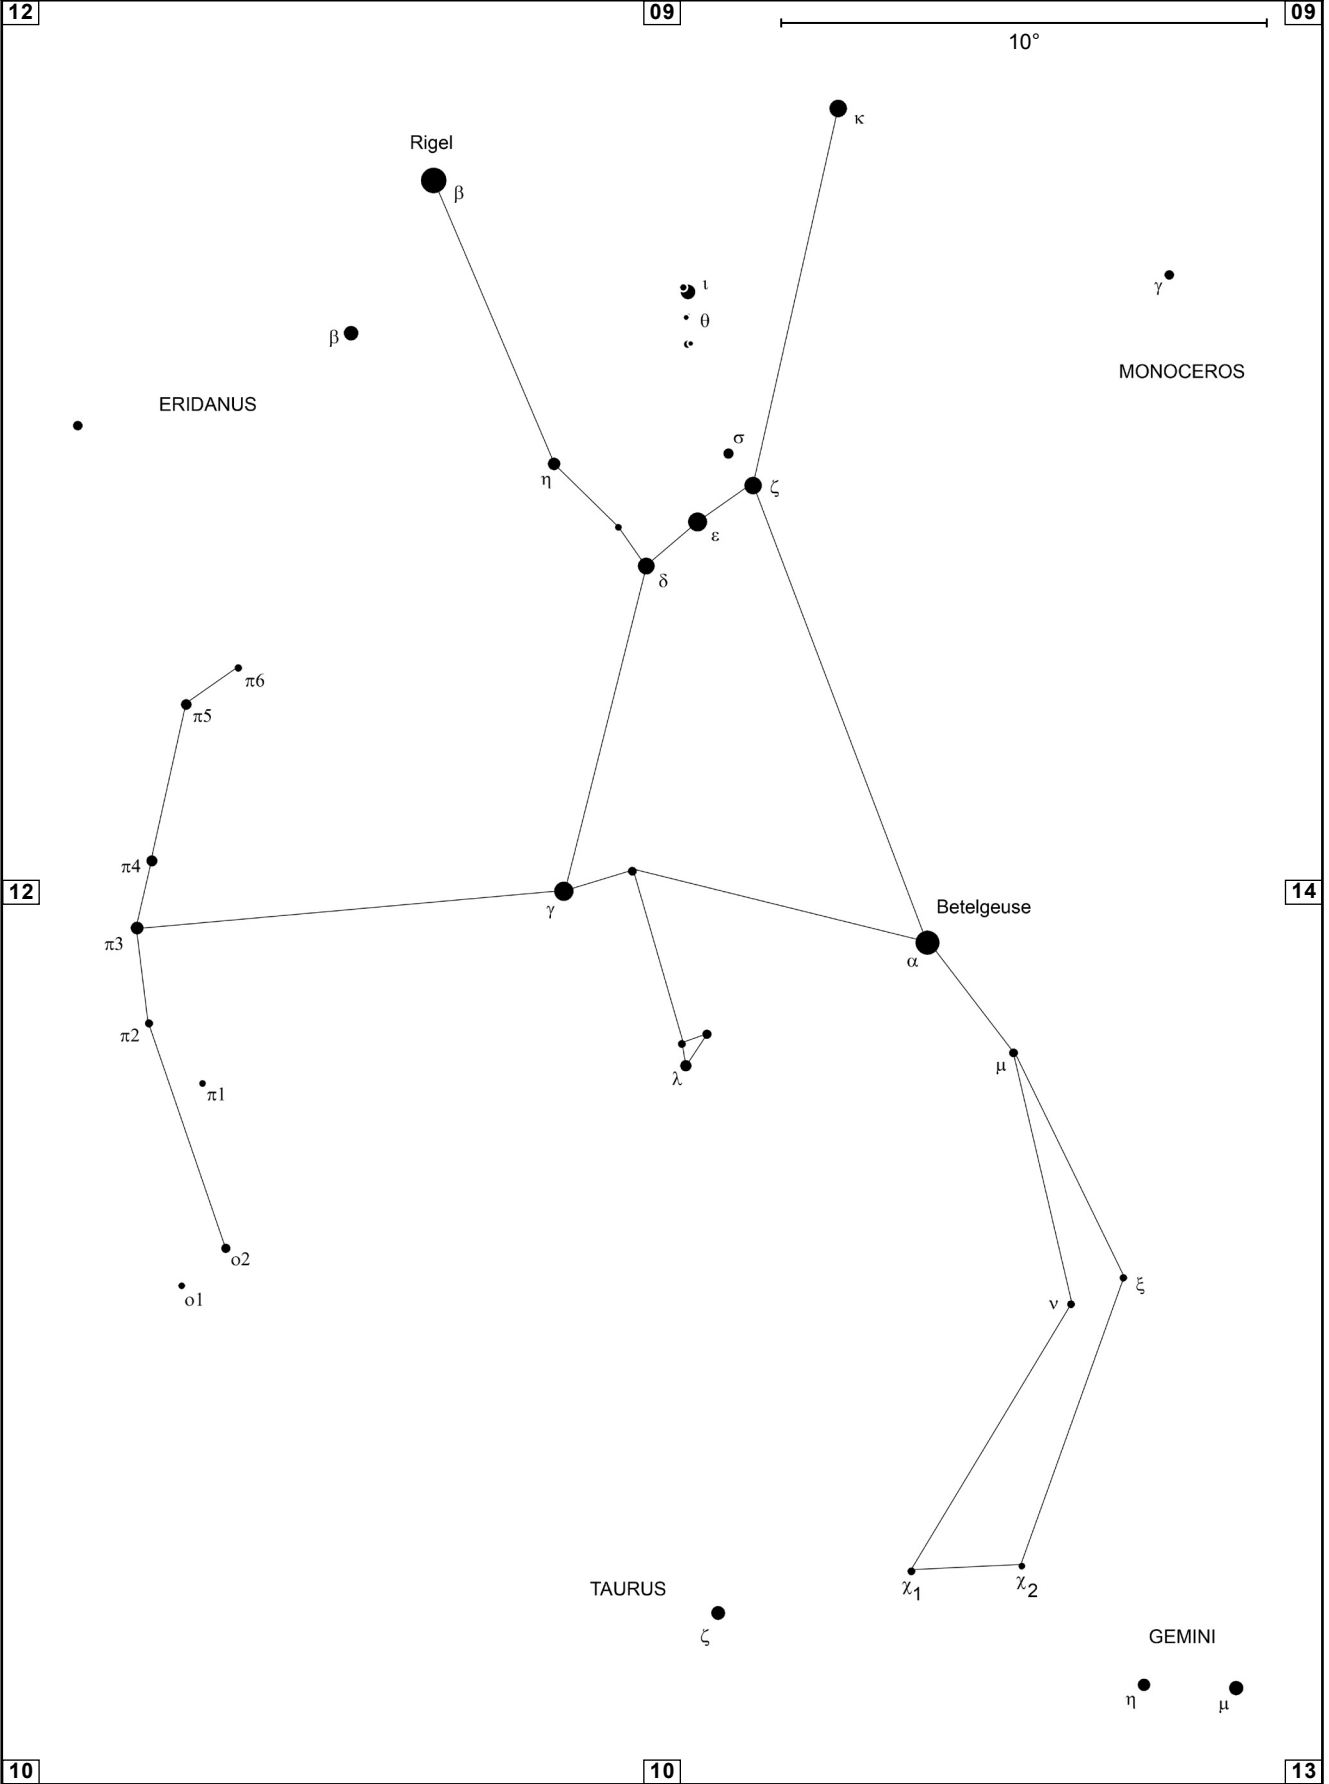 12
09
09
10°
κ
Rigel
β
ι
γ
θ
β
MONOCEROS
ERIDANUS
σ
η
ζ
ε
δ
π6
π5
π4
12
14
Betelgeuse
γ
π3
α
π2
μ
λ
π1
o2
ξ
o1
ν
TAURUS
χ1
χ2
ζ
GEMINI
η
μ
10
10
13